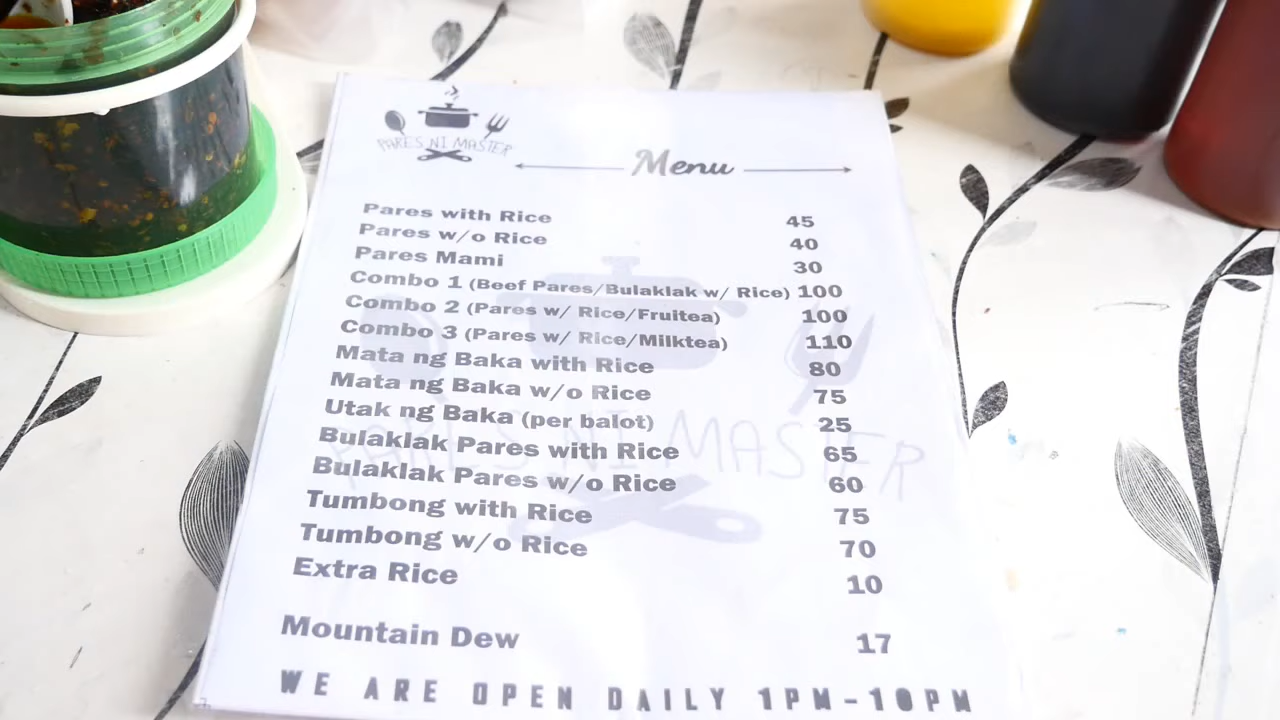 PARES NI MASTER
Menu
Pares with Rice 45
Pares w/o Rice 40
Pares Mami 30
Combo 1 (Beef Pares/Bulaklak w/ Rice) 100
Combo 2 (Pares w/ Rice/Fruitea) 100
Combo 3 (Pares w/ Rice/Milktea) 110
Mata ng Baka with Rice 80
Mata ng Baka w/o Rice 75
Utak ng Baka (per balot) 25
Bulaklak Pares with Rice 65
Bulaklak Pares w/o Rice 60
PARES NI MASTER
Tumbong with Rice 75
Tumbong w/o Rice 70
Extra Rice 10
Mountain Dew 17
WE ARE OPEN DAILY 1PM-10PM